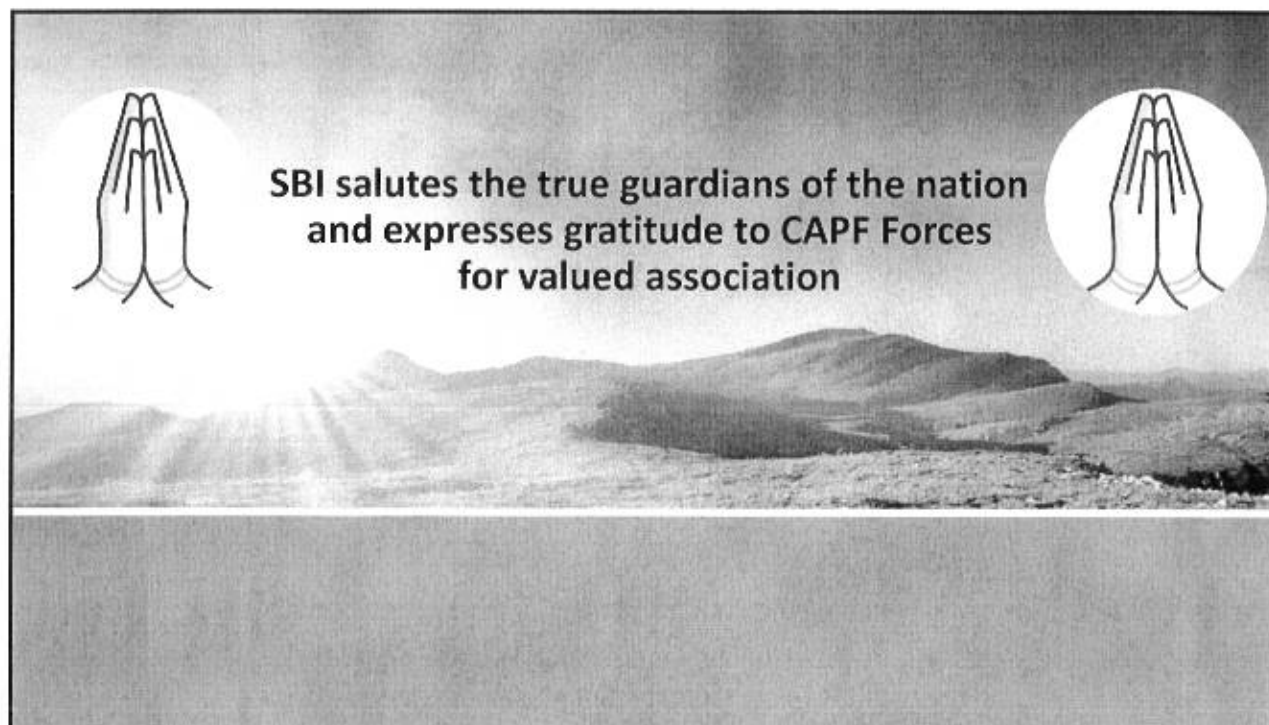 SBI salutes the true guardians of the nation
and expresses gratitude to CAPF Forces
for valued association